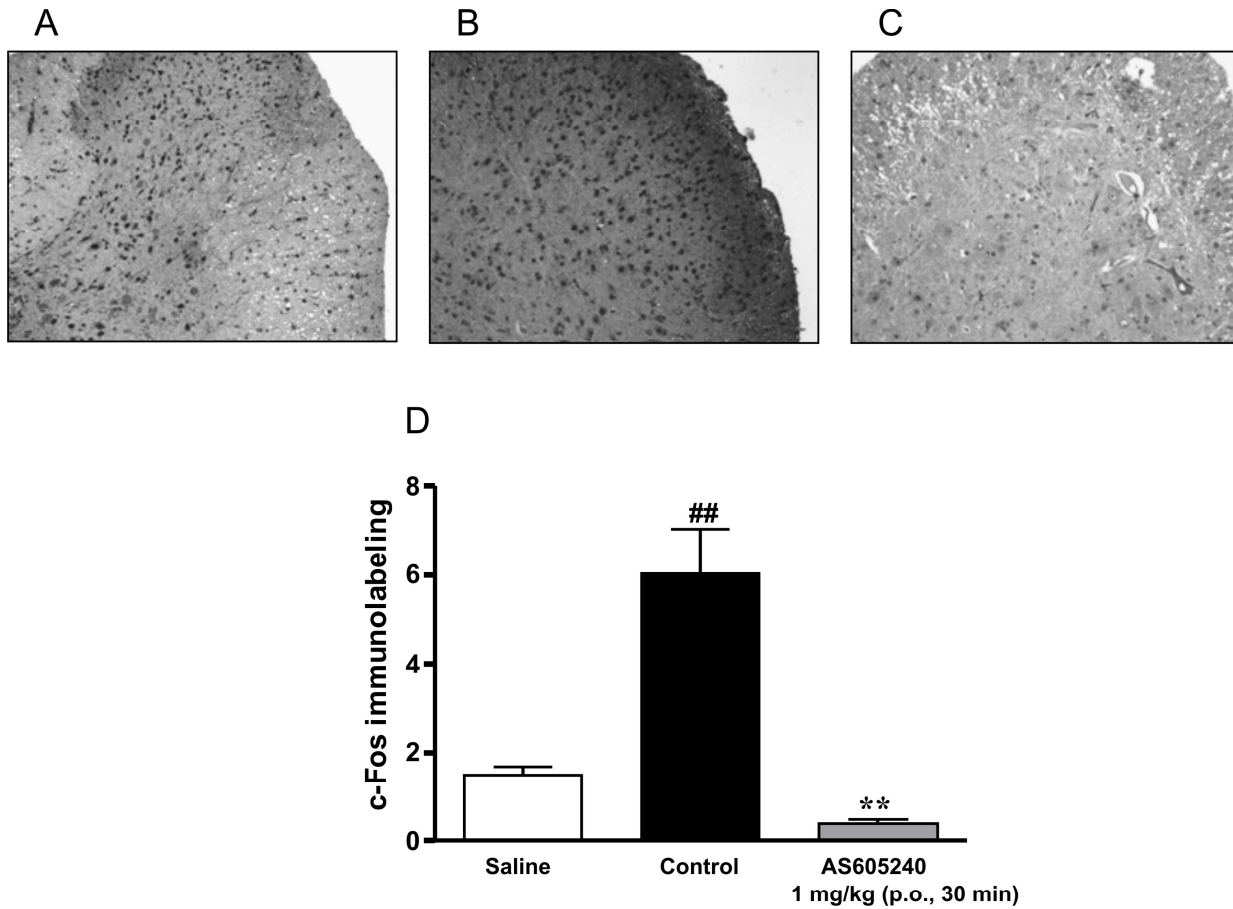 A B C
D
c-Fos immunolabeling
8
6
4
2
0
##
**
Saline Control AS605240
1 mg/kg (p.o., 30 min)